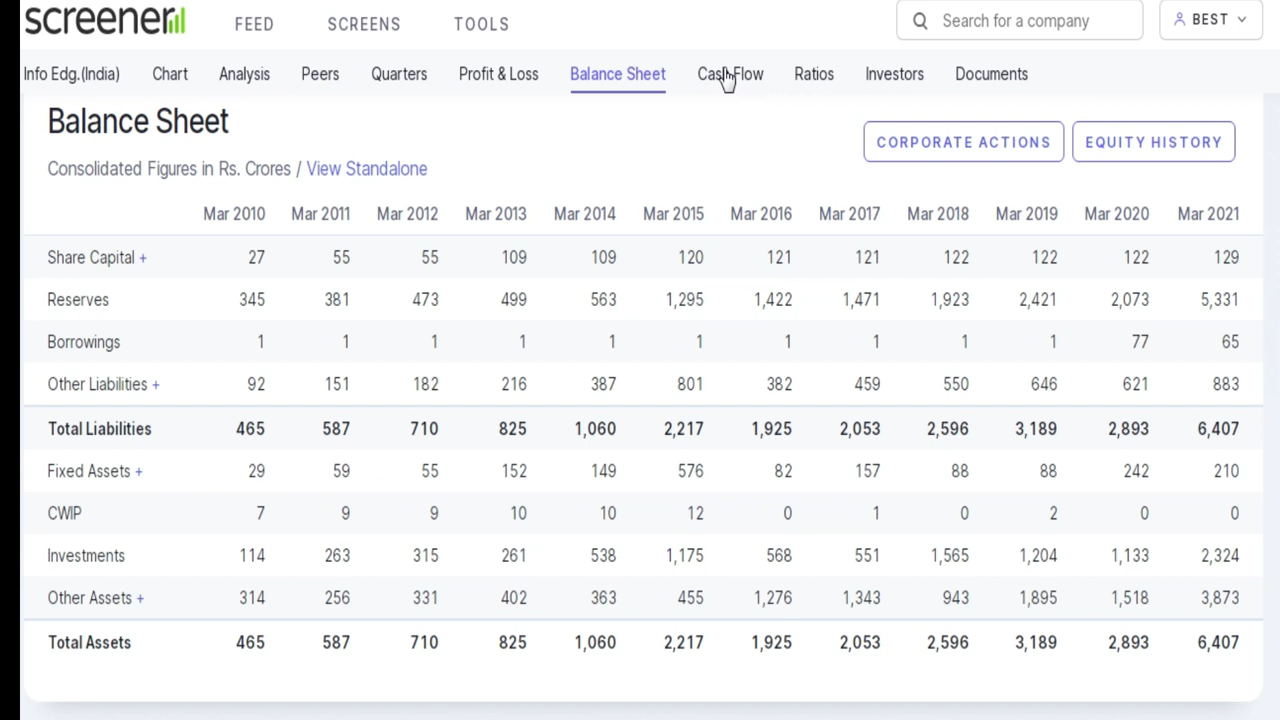 screener FEED SCREENS TOOLS Search for a company BEST
Info Edg.(India) Chart Analysis Peers Quarters Profit & Loss Balance Sheet Cash Flow Ratios Investors Documents
Balance Sheet
CORPORATE ACTIONS EQUITY HISTORY
Consolidated Figures in Rs. Crores / View Standalone
Mar 2010 Mar 2011 Mar 2012 Mar 2013 Mar 2014 Mar 2015 Mar 2016 Mar 2017 Mar 2018 Mar 2019 Mar 2020 Mar 2021
Share Capital + 27 55 55 109 109 120 121 121 122 122 122 129
Reserves 345 381 473 499 563 1,295 1,422 1,471 1,923 2,421 2,073 5,331
Borrowings 1 1 1 1 1 1 1 1 1 1 77 65
Other Liabilities + 92 151 182 216 387 801 382 459 550 646 621 883
Total Liabilities 465 587 710 825 1,060 2,217 1,925 2,053 2,596 3,189 2,893 6,407
Fixed Assets + 29 59 55 152 149 576 82 157 88 88 242 210
CWIP 7 9 9 10 10 12 0 1 0 2 0 0
Investments 114 263 315 261 538 1,175 568 551 1,565 1,204 1,133 2,324
Other Assets + 314 256 331 402 363 455 1,276 1,343 943 1,895 1,518 3,873
Total Assets 465 587 710 825 1,060 2,217 1,925 2,053 2,596 3,189 2,893 6,407